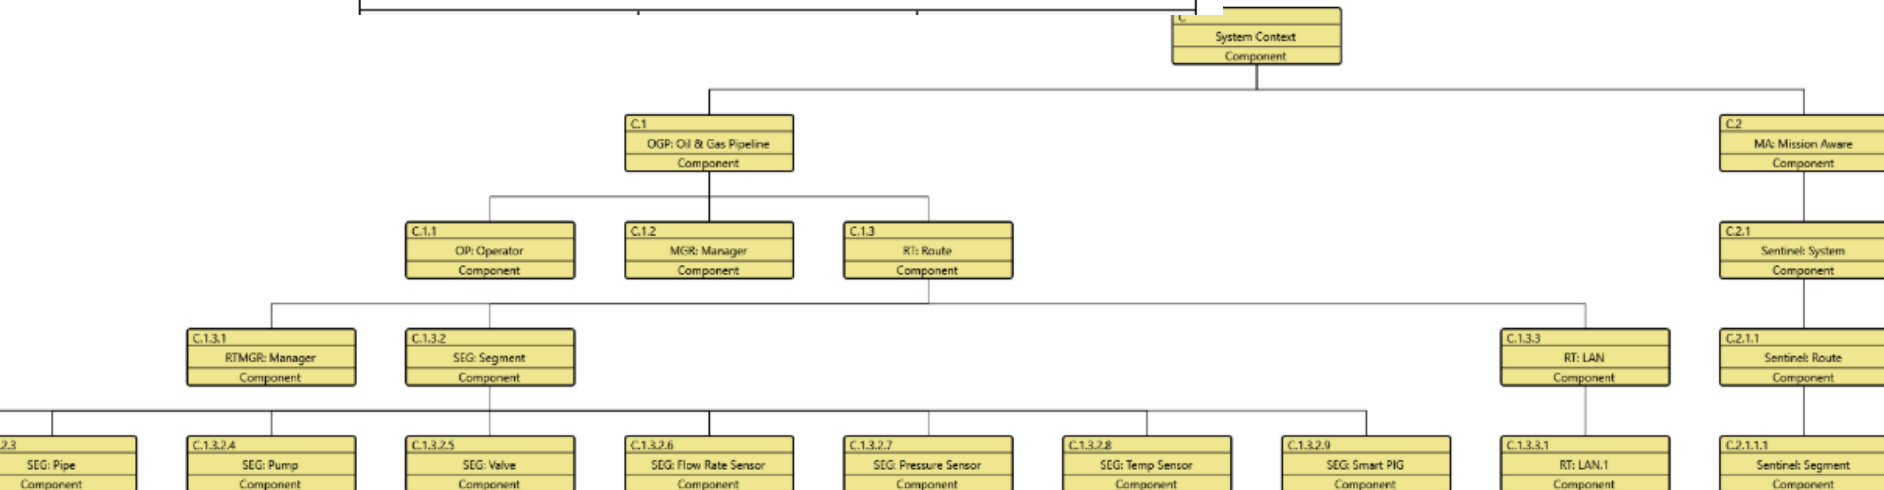 C
System Context
Component
C.1
OGP: Oil & Gas Pipeline
Component
C.2
MA: Mission Aware
Component
C.1.1
OP: Operator
Component
C.1.2
MGR: Manager
Component
C.1.3
RT: Route
Component
C.2.1
Sentinel: System
Component
C.1.3.1
RTMGR: Manager
Component
C.1.3.2
SEG: Segment
Component
C.1.3.3
RT: LAN
Component
C.2.1.1
Sentinel: Route
Component
2.3
SEG: Pipe
Component
C.1.3.2.4
SEG: Pump
Component
C.1.3.2.5
SEG: Valve
Component
C.1.3.2.6
SEG: Flow Rate Sensor
Component
C.1.3.2.7
SEG: Pressure Sensor
Component
C.1.3.2.8
SEG: Temp Sensor
Component
C.1.3.2.9
SEG: Smart PIG
Component
C.1.3.3.1
RT: LAN.1
Component
C.2.1.1.1
Sentinel: Segment
Component